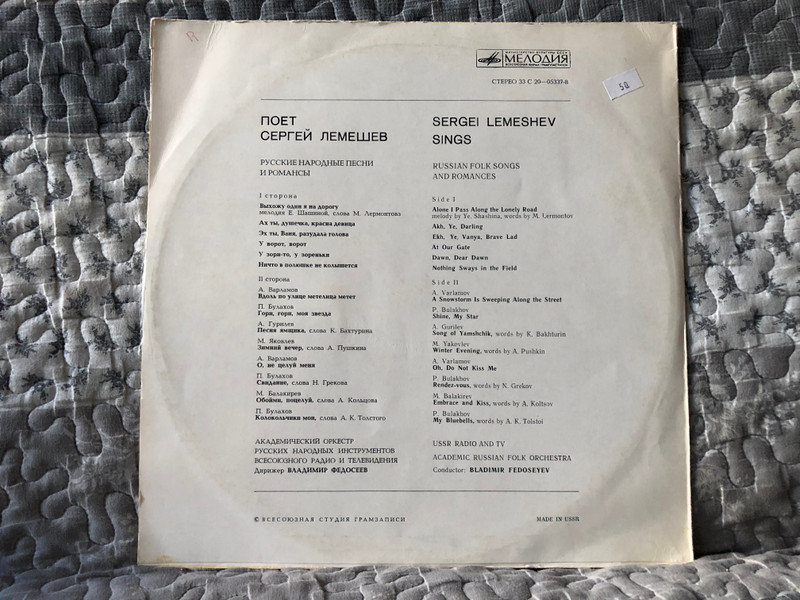 МИНИСТЕРСТВО КУЛЬТУРЫ СССР
МЕЛОДИЯ
ВСЕСОЮЗНАЯ ФИРМА ГРАМПЛАСТИНОК
СТЕРЕО 33 С 20—05337-8
50
ПОЕТ
СЕРГЕЙ ЛЕМЕШЕВ
РУССКИЕ НАРОДНЫЕ ПЕСНИ
И РОМАНСЫ
I сторона
Выхожу один я на дорогу
мелодия Е. Шашиной, слова М. Лермонтова
Ах ты, душечка, красна девица
Эх ты, Ваня, разудала голова
У ворот, ворот
У зори-то, у зореньки
Ничто в полюшке не колышется
II сторона
А. Варламов
Вдоль по улице метелица метет
П. Булахов
Гори, гори, моя звезда
А. Гурилев
Песня ямщика, слова К. Бахтурина
М. Яковлев
Зимний вечер, слова А. Пушкина
А. Варламов
О, не целуй меня
П. Булахов
Свидание, слова Н. Грекова
М. Балакирев
Обойми, поцелуй, слова А. Кольцова
П. Булахов
Колокольчики мои, слова А. К. Толстого
АКАДЕМИЧЕСКИЙ ОРКЕСТР
РУССКИХ НАРОДНЫХ ИНСТРУМЕНТОВ
ВСЕСОЮЗНОГО РАДИО И ТЕЛЕВИДЕНИЯ
Дирижер ВЛАДИМИР ФЕДОСЕЕВ
SERGEI LEMESHEV
SINGS
RUSSIAN FOLK SONGS
AND ROMANCES
Side I
Alone I Pass Along the Lonely Road
melody by Ye. Shashina, words by M. Lermontov
Akh, Ye, Darling
Ekh, Ye, Vanya, Brave Lad
At Our Gate
Dawn, Dear Dawn
Nothing Sways in the Field
Side II
A. Varlamov
A Snowstorm Is Sweeping Along the Street
P. Bulakhov
Shine, My Star
A. Gurilev
Song of Yamshchik, words by K. Bakhturin
M. Yakovlev
Winter Evening, words by A. Pushkin
A. Varlamov
Oh, Do Not Kiss Me
P. Bulakhov
Rendez-vous, words by N. Grekov
M. Balakirev
Embrace and Kiss, words by A. Koltsov
P. Bulakhov
My Bluebells, words by A. K. Tolstoi
USSR RADIO AND TV
ACADEMIC RUSSIAN FOLK ORCHESTRA
Conductor: BLADIMIR FEDOSEYEV
© ВСЕСОЮЗНАЯ СТУДИЯ ГРАМЗАПИСИ
MADE IN USSR